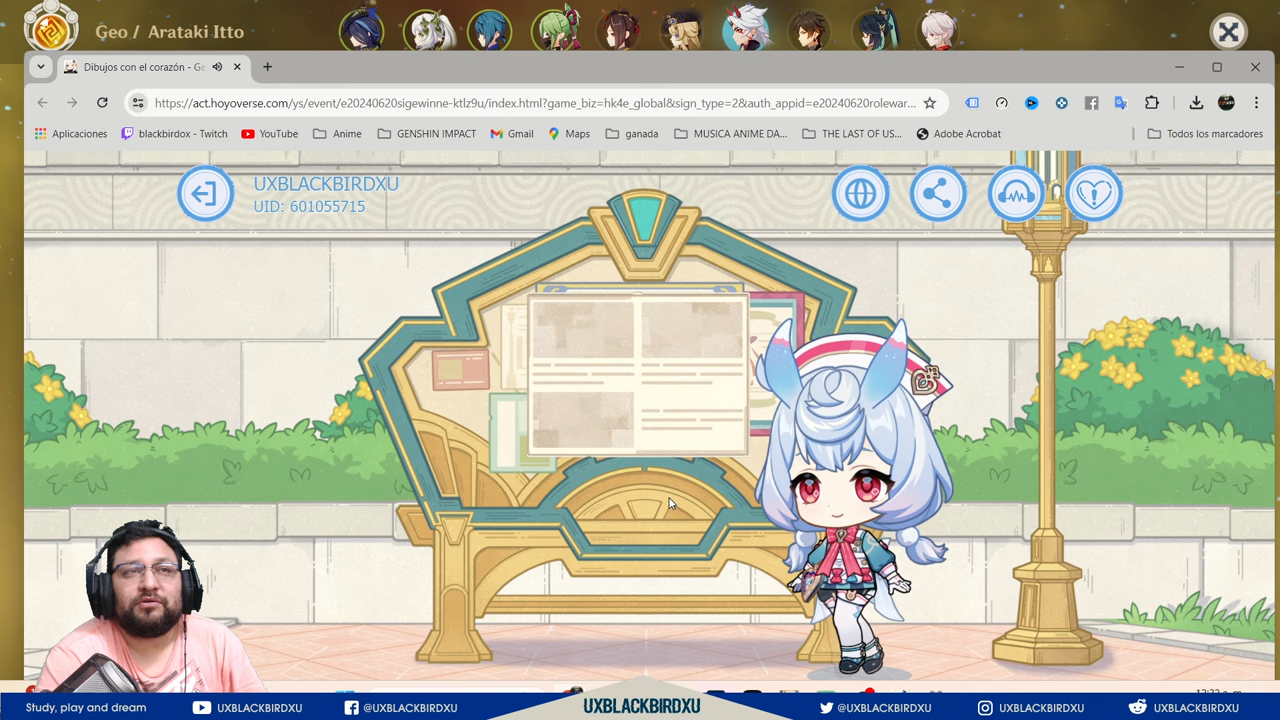 Geo / Arataki Itto
Dibujos con el corazón - Ge
https://act.hoyoverse.com/ys/event/e20240620sigewinne-ktlz9u/index.html?game_biz=hk4e_global&sign_type=2&auth_appid=e20240620rolewar...
Aplicaciones
blackbirdox - Twitch
YouTube
Anime
GENSHIN IMPACT
Gmail
Maps
ganada
MUSICA ANIME DA...
THE LAST OF US...
Adobe Acrobat
Todos los marcadores
UXBLACKBIRDXU
UID: 601055715
Study, play and dream
UXBLACKBIRDXU
@UXBLACKBIRDXU
UXBLACKBIRDXU
@UXBLACKBIRDXU
UXBLACKBIRDXU
UXBLACKBIRDXU